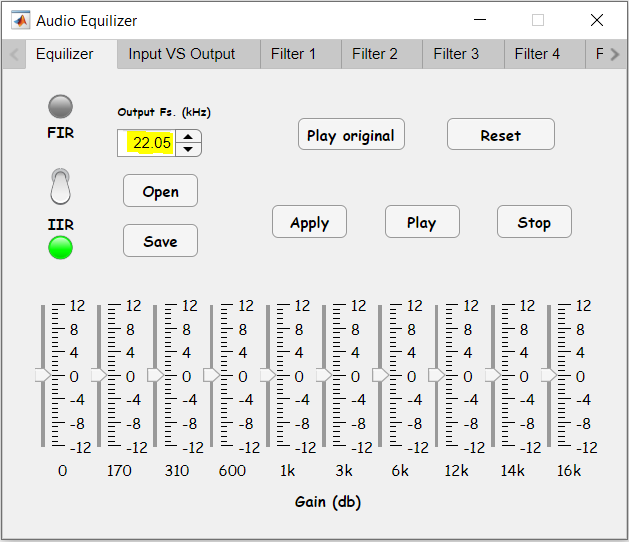 Audio Equilizer
Equilizer Input VS Output Filter 1 Filter 2 Filter 3 Filter 4 F
Output Fs. (kHz)
FIR
22.05
Play original Reset
Open
IIR
Save
Apply Play Stop
12 12 12 12 12 12 12 12 12 12
8 8 8 8 8 8 8 8 8 8
4 4 4 4 4 4 4 4 4 4
0 0 0 0 0 0 0 0 0 0
-4 -4 -4 -4 -4 -4 -4 -4 -4 -4
-8 -8 -8 -8 -8 -8 -8 -8 -8 -8
-12 -12 -12 -12 -12 -12 -12 -12 -12 -12
0 170 310 600 1k 3k 6k 12k 14k 16k
Gain (db)